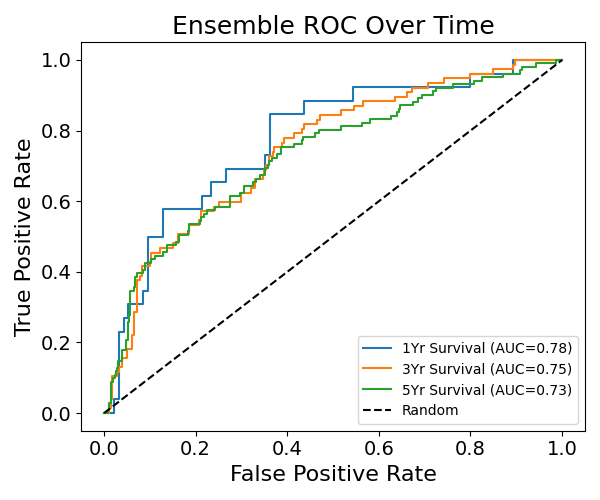 Ensemble ROC Over Time
1.0
0.8
0.6
0.4
0.2
0.0
True Positive Rate
1Yr Survival (AUC=0.78)
3Yr Survival (AUC=0.75)
5Yr Survival (AUC=0.73)
Random
0.0 0.2 0.4 0.6 0.8 1.0
False Positive Rate